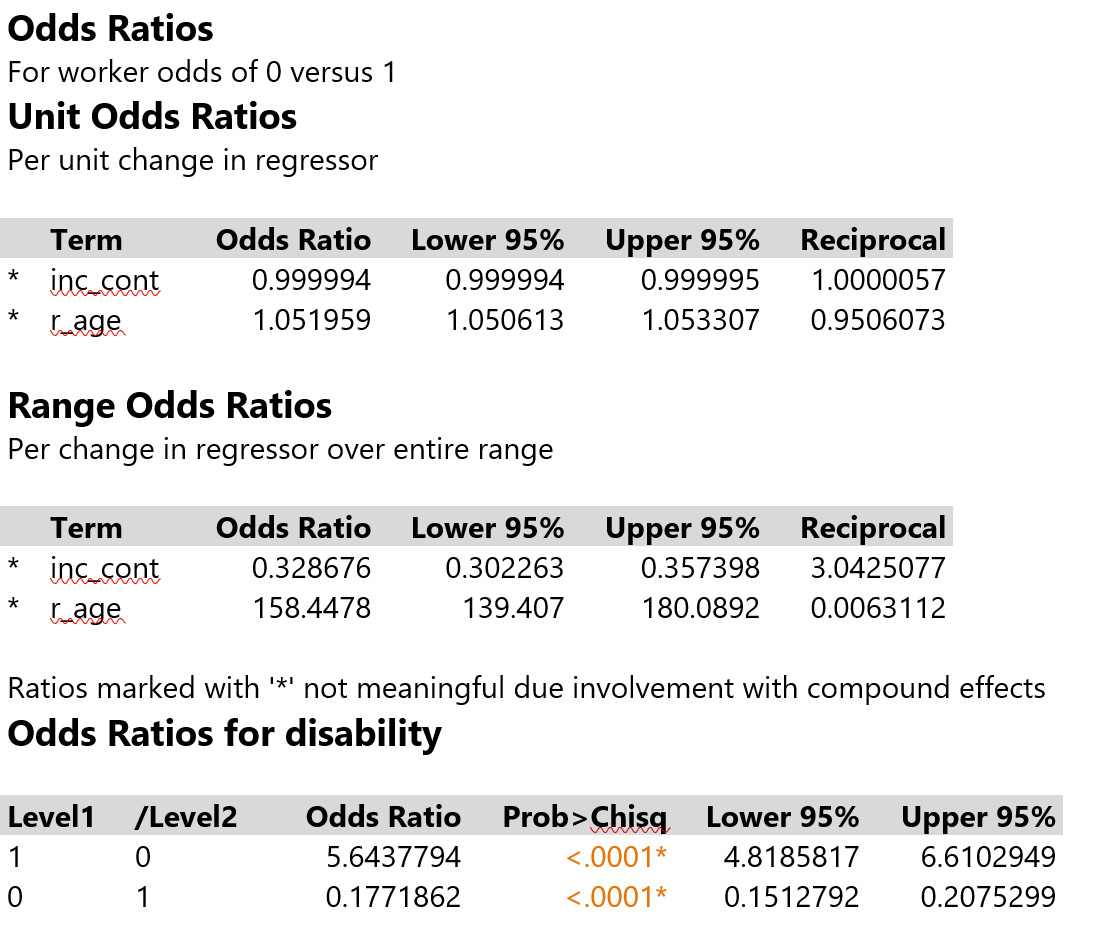 Odds Ratios
For worker odds of 0 versus 1
Unit Odds Ratios
Per unit change in regressor
Term Odds Ratio Lower 95% Upper 95% Reciprocal
* inc_cont 0.999994 0.999994 0.999995 1.0000057
* r_age 1.051959 1.050613 1.053307 0.9506073
Range Odds Ratios
Per change in regressor over entire range
Term Odds Ratio Lower 95% Upper 95% Reciprocal
* inc_cont 0.328676 0.302263 0.357398 3.0425077
* r_age 158.4478 139.407 180.0892 0.0063112
Ratios marked with '*' not meaningful due involvement with compound effects
Odds Ratios for disability
Level1 /Level2 Odds Ratio Prob>Chisq Lower 95% Upper 95%
1 0 5.6437794 <.0001* 4.8185817 6.6102949
0 1 0.1771862 <.0001* 0.1512792 0.2075299